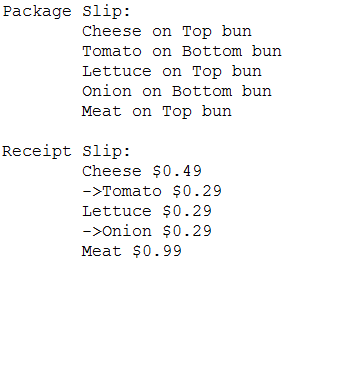 Package Slip:
Cheese on Top bun
Tomato on Bottom bun
Lettuce on Top bun
Onion on Bottom bun
Meat on Top bun
Receipt Slip:
Cheese $0.49
->Tomato $0.29
Lettuce $0.29
->Onion $0.29
Meat $0.99